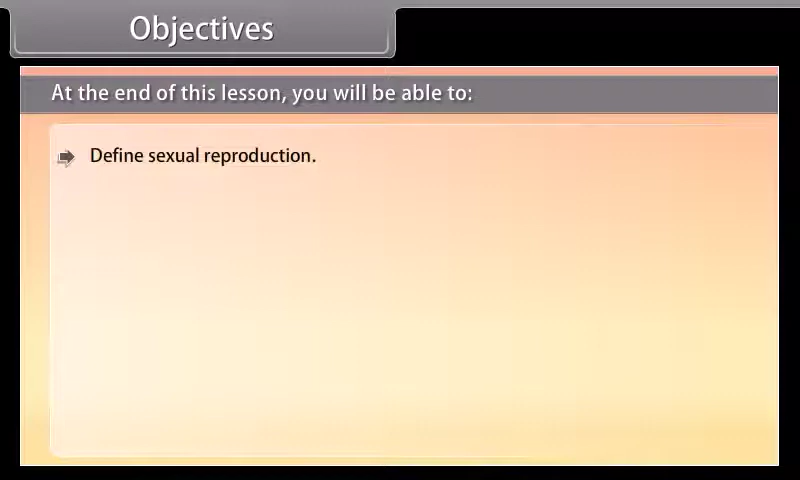 Objectives
At the end of this lesson, you will be able to:
Define sexual reproduction.